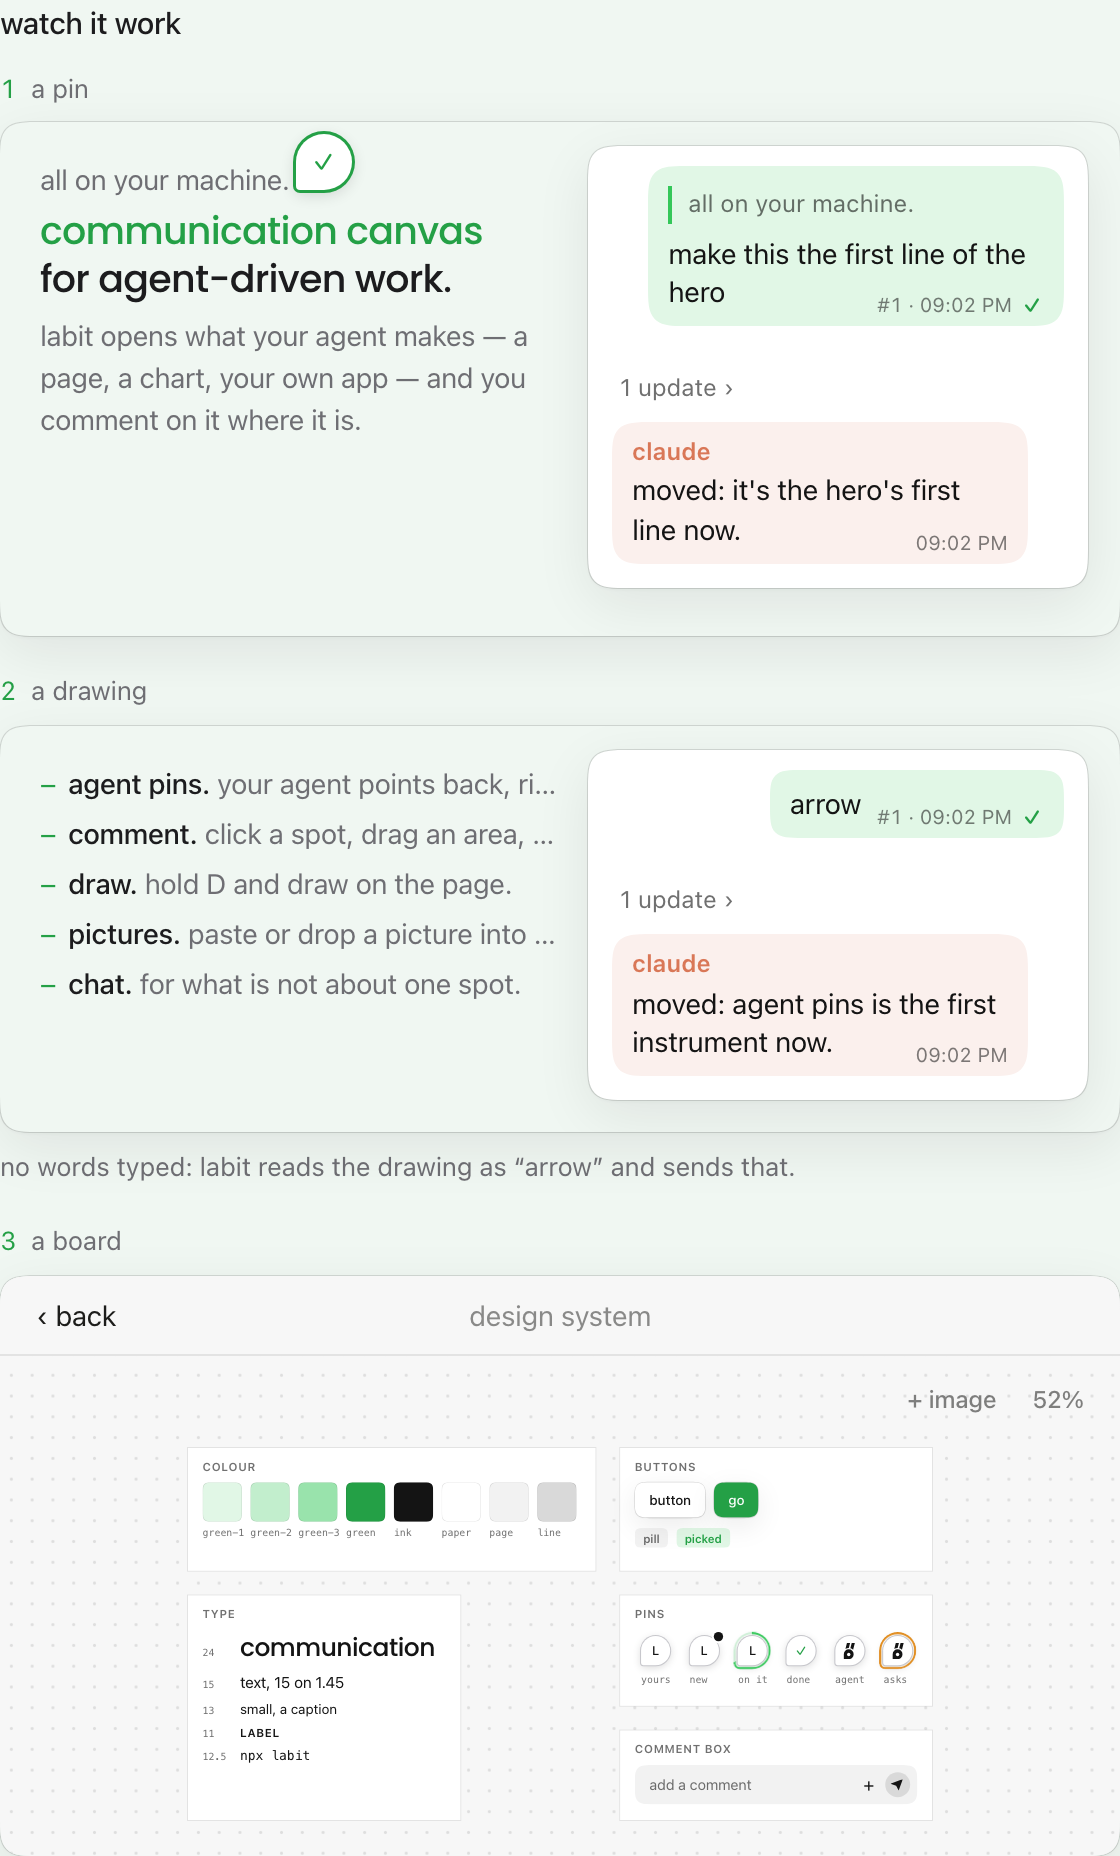 watch it work
1 a pin
all on your machine.
communication canvas
for agent-driven work.
labit opens what your agent makes — a
page, a chart, your own app — and you
comment on it where it is.
all on your machine.
make this the first line of the
hero
#1 · 09:02 PM ✓
1 update ›
claude
moved: it's the hero's first
line now.
09:02 PM
2 a drawing
– agent pins. your agent points back, ri...
– comment. click a spot, drag an area, ...
– draw. hold D and draw on the page.
– pictures. paste or drop a picture into ...
– chat. for what is not about one spot.
arrow #1 · 09:02 PM ✓
1 update ›
claude
moved: agent pins is the first
instrument now.
09:02 PM
no words typed: labit reads the drawing as “arrow” and sends that.
3 a board
‹ back
design system
+ image 52%
COLOUR
green-1 green-2 green-3 green ink paper page line
BUTTONS
button go
pill picked
TYPE
24 communication
15 text, 15 on 1.45
13 small, a caption
11 LABEL
12.5 npx labit
PINS
L L L
yours new on it done agent asks
COMMENT BOX
add a comment +